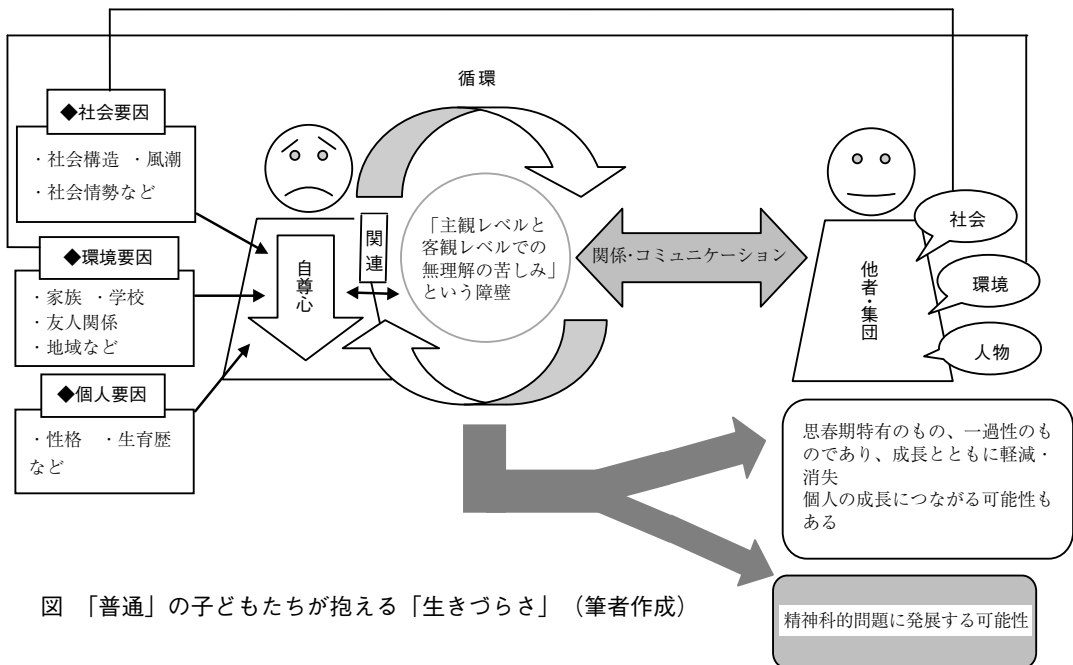 循環
◆社会要因
・社会構造 ・風潮
・社会情勢など
◆環境要因
・家族 ・学校
・友人関係
・地域など
◆個人要因
・性格 ・生育歴
など
自尊心
関連
「主観レベルと
客観レベルでの
無理解の苦しみ」
という障壁
関係・コミュニケーション
他者・集団
社会
環境
人物
思春期特有のもの、一過性のも
のであり、成長とともに軽減・
消失
個人の成長につながる可能性も
ある
精神科的問題に発展する可能性
図 「普通」の子どもたちが抱える「生きづらさ」（筆者作成）